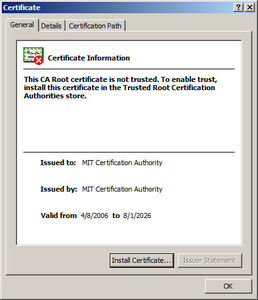 Certificate
General Details Certification Path
Certificate Information
This CA Root certificate is not trusted. To enable trust,
install this certificate in the Trusted Root Certification
Authorities store.
Issued to: MIT Certification Authority
Issued by: MIT Certification Authority
Valid from 4/8/2006 to 8/1/2026
Install Certificate... Issuer Statement
OK